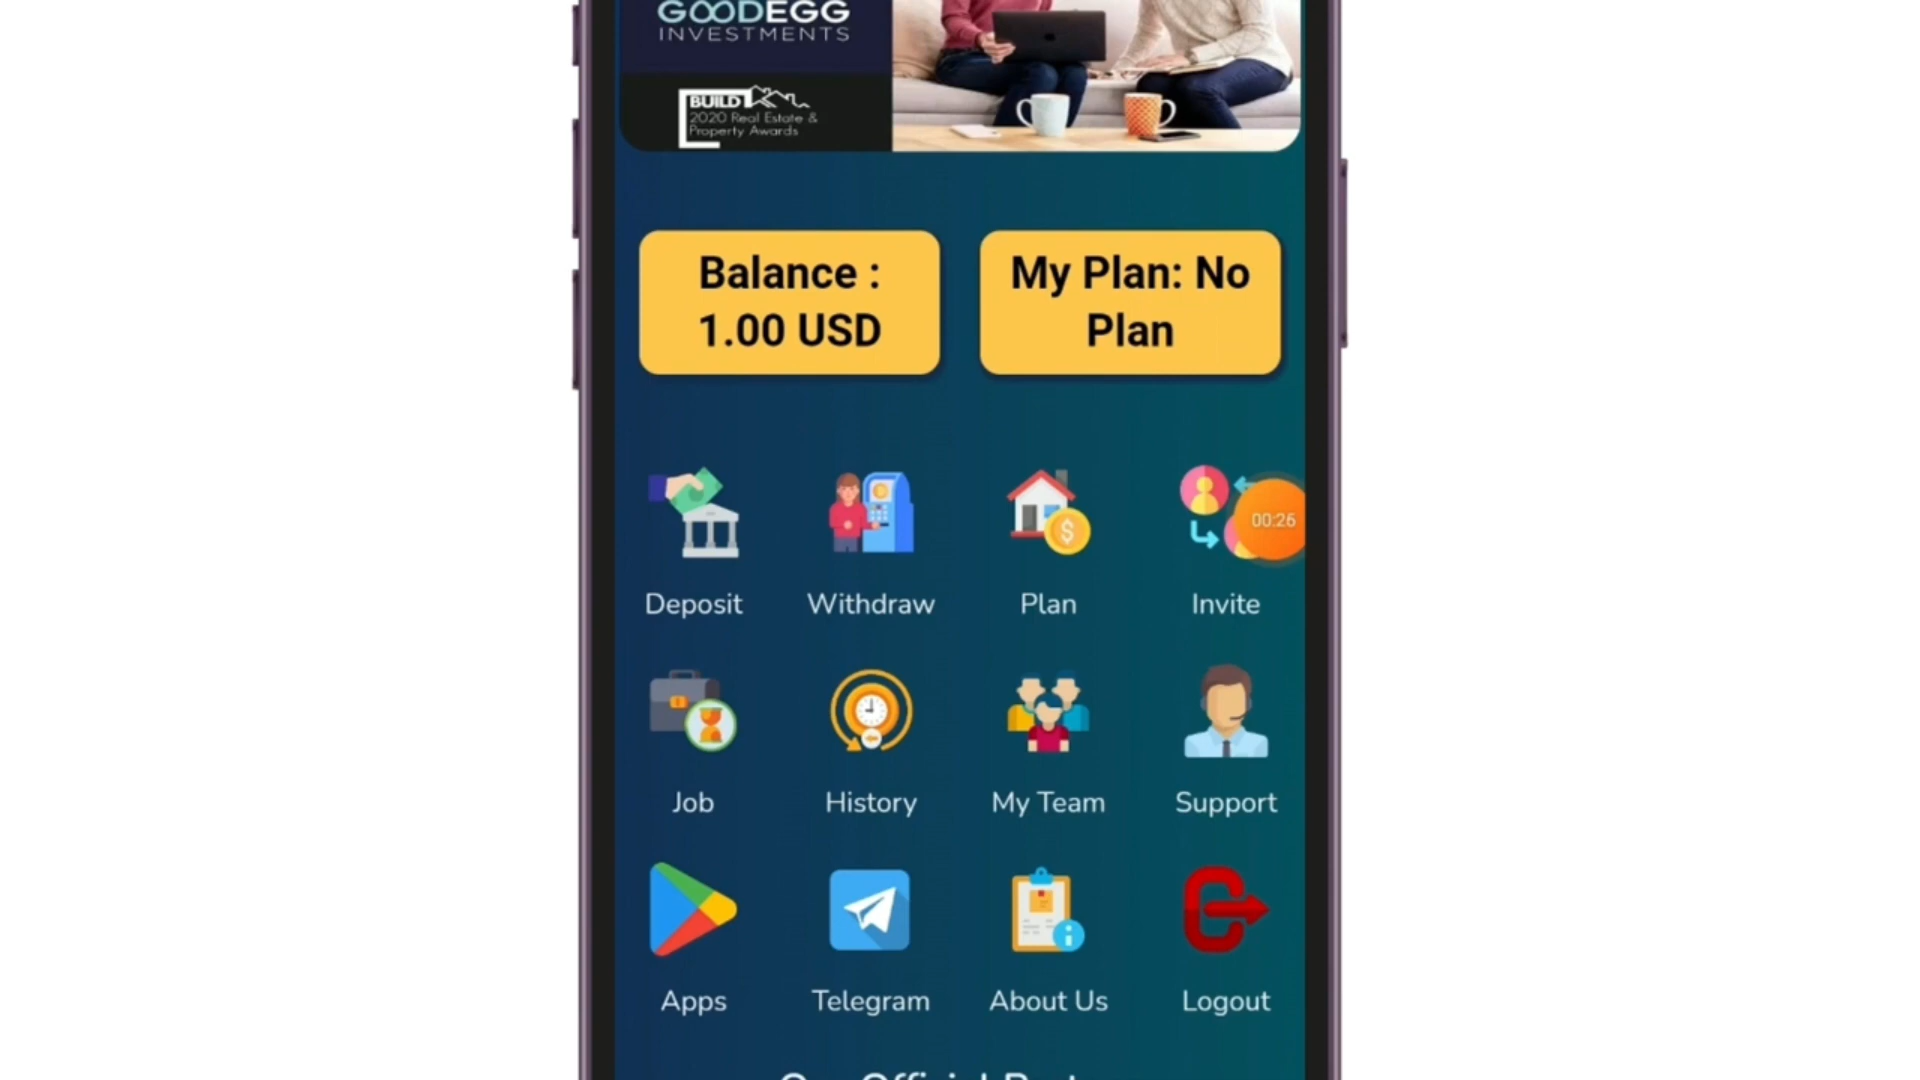 GOODEGG
INVESTMENTS
BUILD
2020 Real Estate &
Property Awards
Balance :
1.00 USD
My Plan: No
Plan
00:26
Deposit
Withdraw
Plan
Invite
Job
History
My Team
Support
Apps
Telegram
About Us
Logout